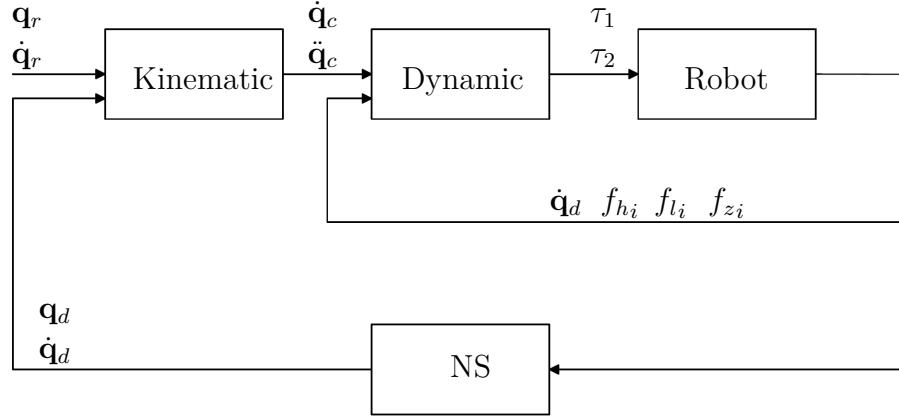 q_r q̇_c τ_1
q̇_r q̈_c τ_2
Kinematic Dynamic Robot
q̇_d f_{h_i} f_{l_i} f_{z_i}
q_d
q̇_d NS